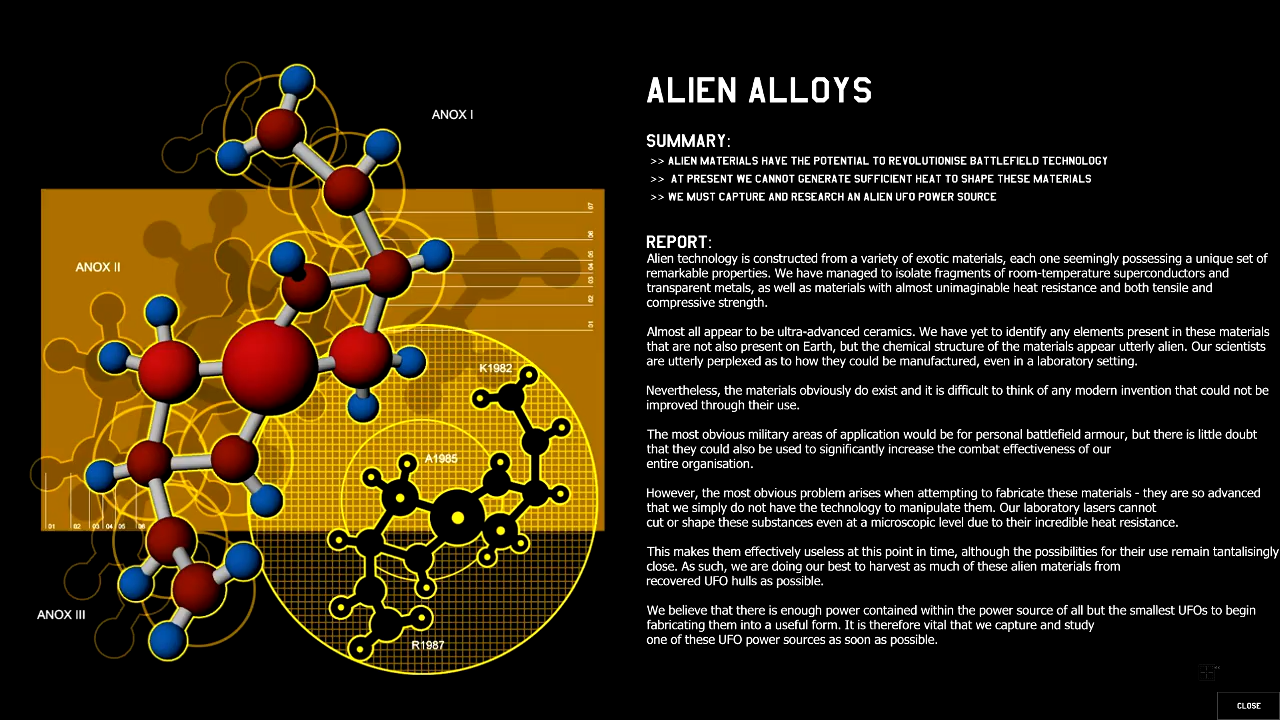 ALIEN ALLOYS
SUMMARY:
>> ALIEN MATERIALS HAVE THE POTENTIAL TO REVOLUTIONISE BATTLEFIELD TECHNOLOGY
>> AT PRESENT WE CANNOT GENERATE SUFFICIENT HEAT TO SHAPE THESE MATERIALS
>> WE MUST CAPTURE AND RESEARCH AN ALIEN UFO POWER SOURCE
REPORT:
Alien technology is constructed from a variety of exotic materials, each one seemingly possessing a unique set of
remarkable properties. We have managed to isolate fragments of room-temperature superconductors and
transparent metals, as well as materials with almost unimaginable heat resistance and both tensile and
compressive strength.
Almost all appear to be ultra-advanced ceramics. We have yet to identify any elements present in these materials
that are not also present on Earth, but the chemical structure of the materials appear utterly alien. Our scientists
are utterly perplexed as to how they could be manufactured, even in a laboratory setting.
Nevertheless, the materials obviously do exist and it is difficult to think of any modern invention that could not be
improved through their use.
The most obvious military areas of application would be for personal battlefield armour, but there is little doubt
that they could also be used to significantly increase the combat effectiveness of our
entire organisation.
However, the most obvious problem arises when attempting to fabricate these materials - they are so advanced
that we simply do not have the technology to manipulate them. Our laboratory lasers cannot
cut or shape these substances even at a microscopic level due to their incredible heat resistance.
This makes them effectively useless at this point in time, although the possibilities for their use remain tantalisingly
close. As such, we are doing our best to harvest as much of these alien materials from
recovered UFO hulls as possible.
We believe that there is enough power contained within the power source of all but the smallest UFOs to begin
fabricating them into a useful form. It is therefore vital that we capture and study
one of these UFO power sources as soon as possible.
CLOSE
ANOX I
ANOX II
ANOX III
K1982
A1985
R1987
07
06
05
04
03
02
01
01 02 03 04 05 06